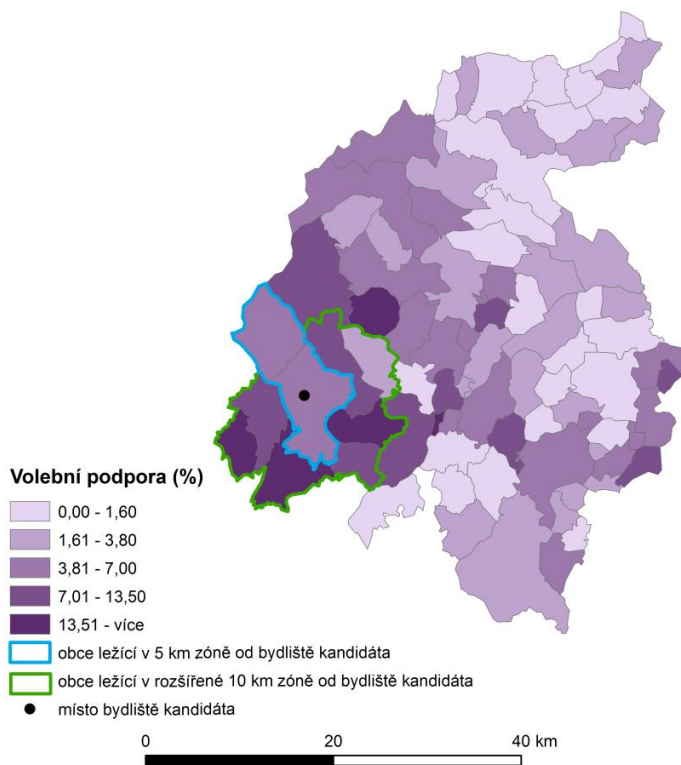 Volební podpora (%)
0,00 - 1,60
1,61 - 3,80
3,81 - 7,00
7,01 - 13,50
13,51 - více
obce ležící v 5 km zóně od bydliště kandidáta
obce ležící v rozšířené 10 km zóně od bydliště kandidáta
místo bydliště kandidáta
0 20 40 km